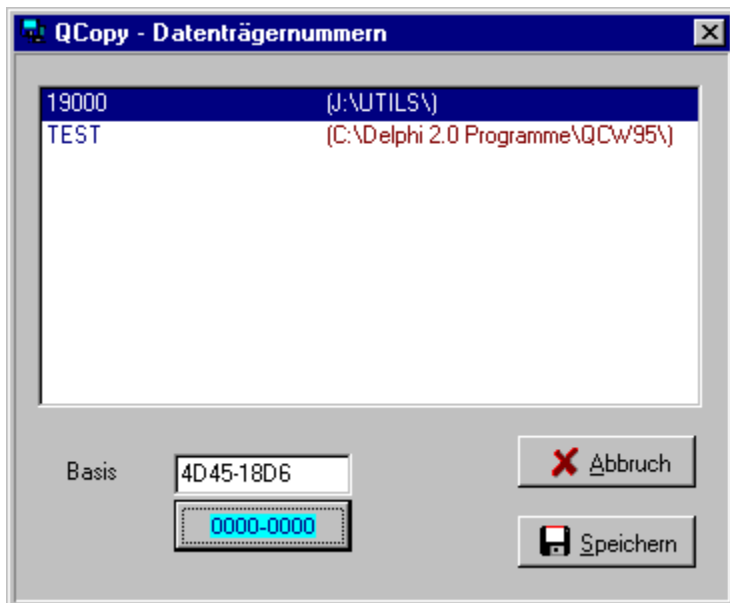 QCopy - Datenträgernummern
19000 (J:\UTILS\)
TEST (C:\Delphi 2.0 Programme\QCW95\)
Basis 4D45-18D6
Abbruch
0000-0000
Speichern